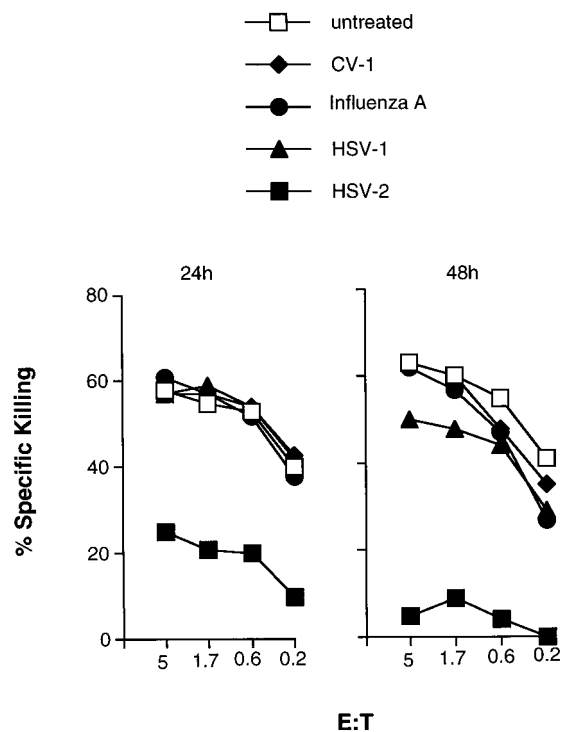 untreated
CV-1
Influenza A
HSV-1
HSV-2
24h
48h
80
60
40
20
0
% Specific Killing
5 1.7 0.6 0.2
5 1.7 0.6 0.2
E:T